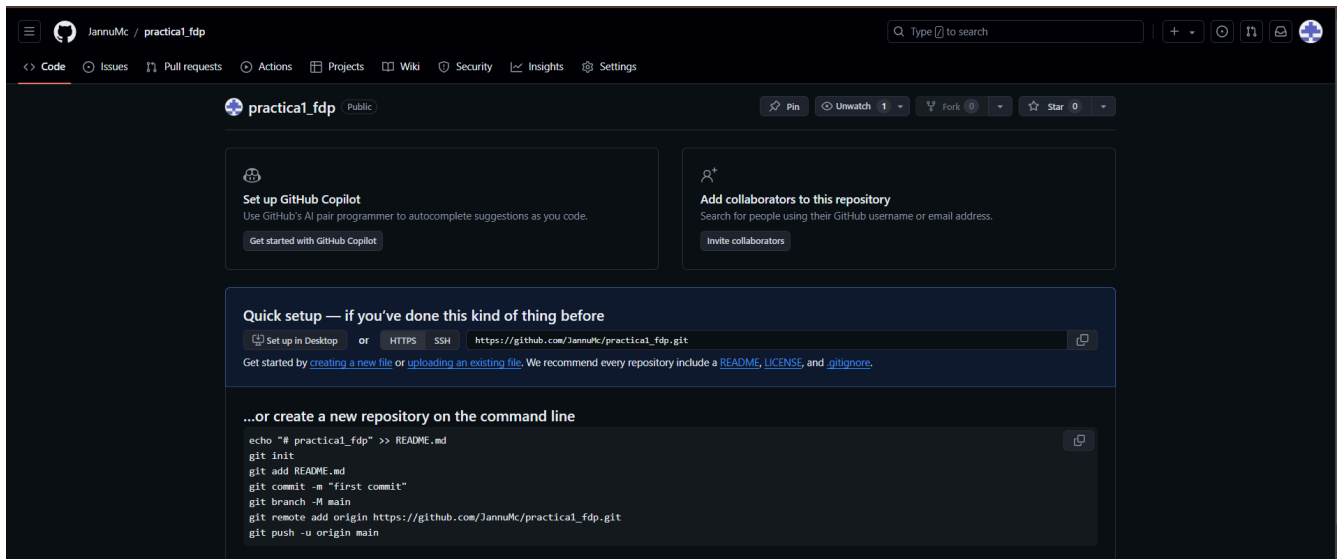 JannuMc / practica1_fdp
Type / to search
Code Issues Pull requests Actions Projects Wiki Security Insights Settings
practica1_fdp Public
Pin Unwatch 1 Fork 0 Star 0
Set up GitHub Copilot
Use GitHub's AI pair programmer to autocomplete suggestions as you code.
Get started with GitHub Copilot
Add collaborators to this repository
Search for people using their GitHub username or email address.
Invite collaborators
Quick setup — if you've done this kind of thing before
Set up in Desktop or HTTPS SSH https://github.com/JannuMc/practica1_fdp.git
Get started by creating a new file or uploading an existing file. We recommend every repository include a README, LICENSE, and .gitignore.
...or create a new repository on the command line
echo "# practica1_fdp" >> README.md
git init
git add README.md
git commit -m "first commit"
git branch -M main
git remote add origin https://github.com/JannuMc/practica1_fdp.git
git push -u origin main